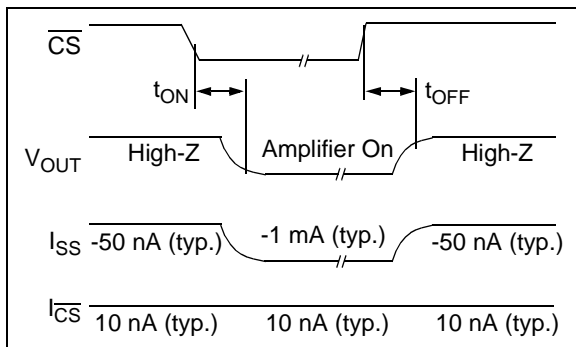 CS
tON
tOFF
VOUT
High-Z
Amplifier On
High-Z
ISS
-50 nA (typ.)
-1 mA (typ.)
-50 nA (typ.)
ICS
10 nA (typ.)
10 nA (typ.)
10 nA (typ.)